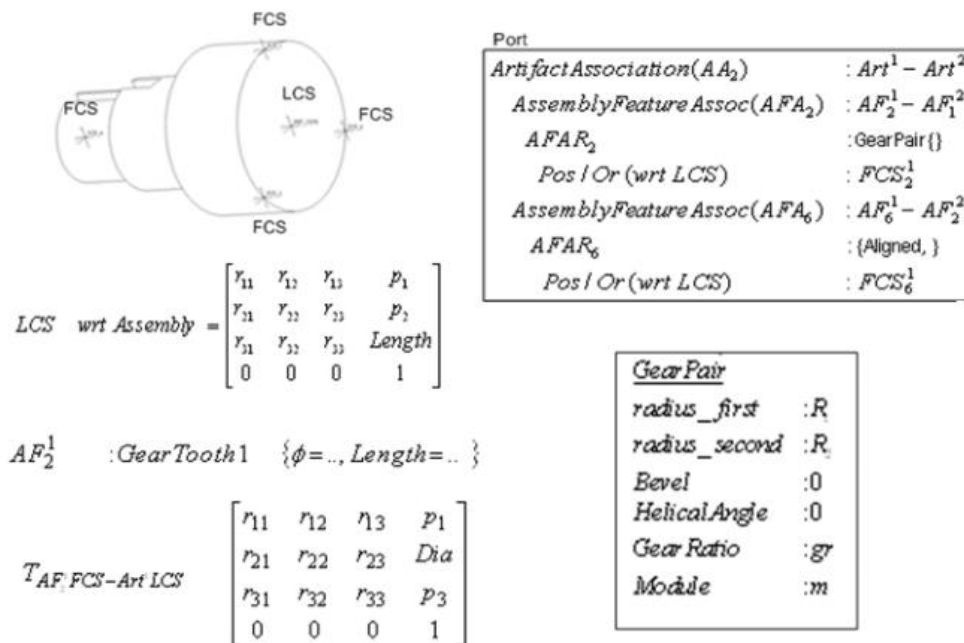 FCS
FCS
LCS
FCS
FCS
LCS wrt Assembly = [r₁₁ r₁₂ r₁₃ p₁
r₂₁ r₂₂ r₂₃ p₂
r₃₁ r₃₂ r₃₃ Length
0 0 0 1]
AF₂¹ :GearTooth1 {ϕ=.., Length=.. }
T_AF FCS–Art LCS [r₁₁ r₁₂ r₁₃ p₁
r₂₁ r₂₂ r₂₃ Dia
r₃₁ r₃₂ r₃₃ p₃
0 0 0 1]
Port
ArtifactAssociation(AA₂) : Art¹ – Art²
AssemblyFeatureAssoc(AFA₂) : AF₂¹ – AF₁²
AFAR₂ :GearPair{}
Pos / Or (wrt LCS) : FCS₂¹
AssemblyFeatureAssoc(AFA₆) : AF₆¹ – AF₂²
AFAR₆ :{Aligned, }
Pos / Or (wrt LCS) : FCS₆¹
GearPair
radius_first :R
radius_second :R
Bevel :0
HelicalAngle :0
GearRatio :gr
Module :m